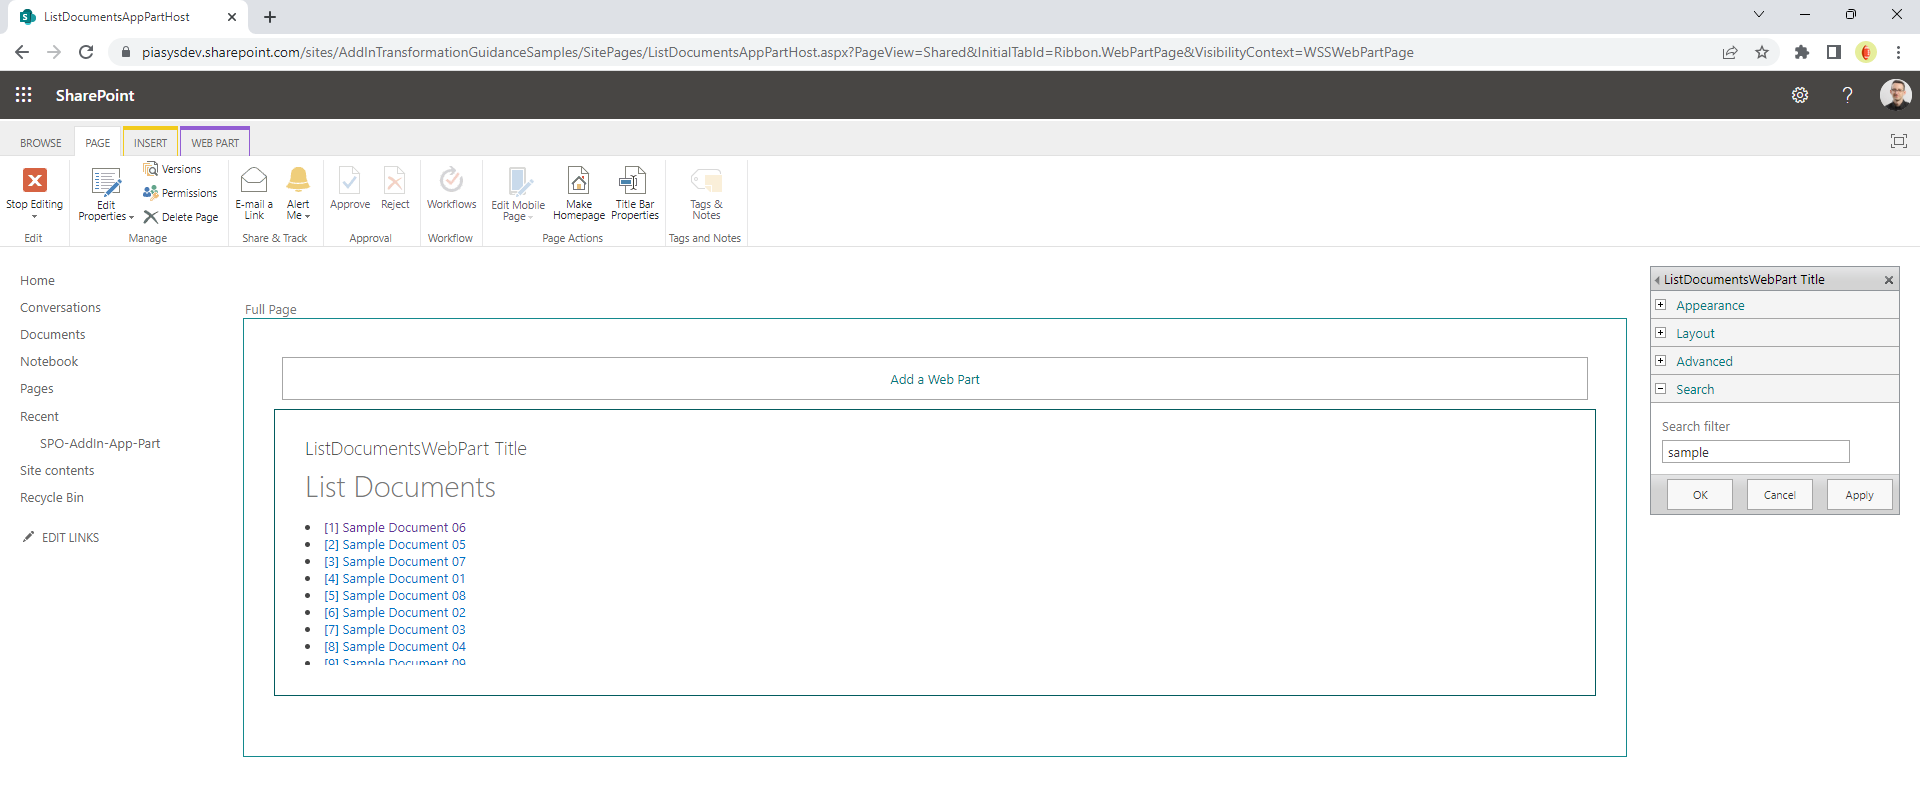 ListDocumentsAppPartHost
piasysdev.sharepoint.com/sites/AddInTransformationGuidanceSamples/SitePages/ListDocumentsAppPartHost.aspx?PageView=Shared&InitialTabId=Ribbon.WebPartPage&VisibilityContext=WSSWebPartPage
SharePoint
BROWSE PAGE INSERT WEB PART
Stop Editing
Edit
Edit Properties
Versions
Permissions
Delete Page
Manage
E-mail a Link
Alert Me
Share & Track
Approve
Reject
Approval
Workflows
Workflow
Edit Mobile Page
Make Homepage
Title Bar Properties
Page Actions
Tags & Notes
Tags and Notes
Home
Conversations
Documents
Notebook
Pages
Recent
SPO-AddIn-App-Part
Site contents
Recycle Bin
EDIT LINKS
Full Page
Add a Web Part
ListDocumentsWebPart Title
List Documents
[1] Sample Document 06
[2] Sample Document 05
[3] Sample Document 07
[4] Sample Document 01
[5] Sample Document 08
[6] Sample Document 02
[7] Sample Document 03
[8] Sample Document 04
[9] Sample Document 09
ListDocumentsWebPart Title
Appearance
Layout
Advanced
Search
Search filter
sample
OK Cancel Apply